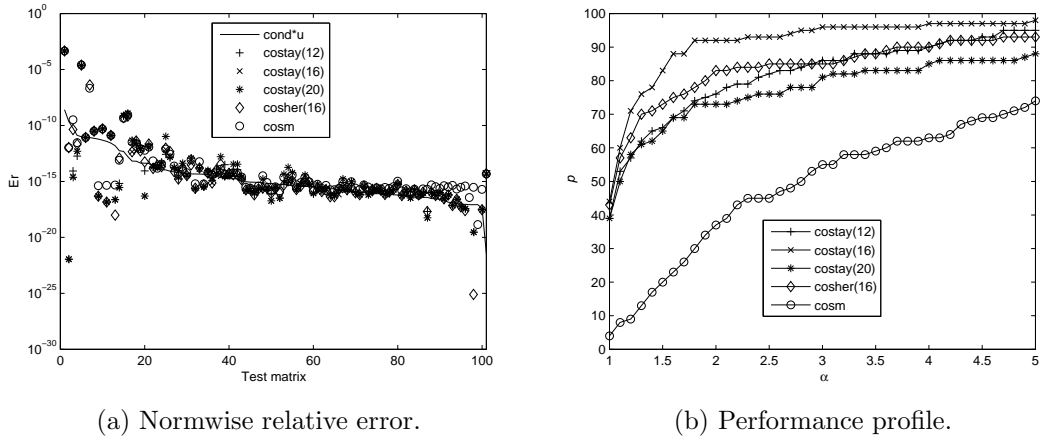 10^0
10^-5
10^-10
10^-15
10^-20
10^-25
10^-30
Er
0 20 40 60 80 100
Test matrix
cond*u
costay(12)
costay(16)
costay(20)
cosher(16)
cosm
(a) Normwise relative error.
100
90
80
70
60
50
40
30
20
10
0
p
1 1.5 2 2.5 3 3.5 4 4.5 5
α
costay(12)
costay(16)
costay(20)
cosher(16)
cosm
(b) Performance profile.